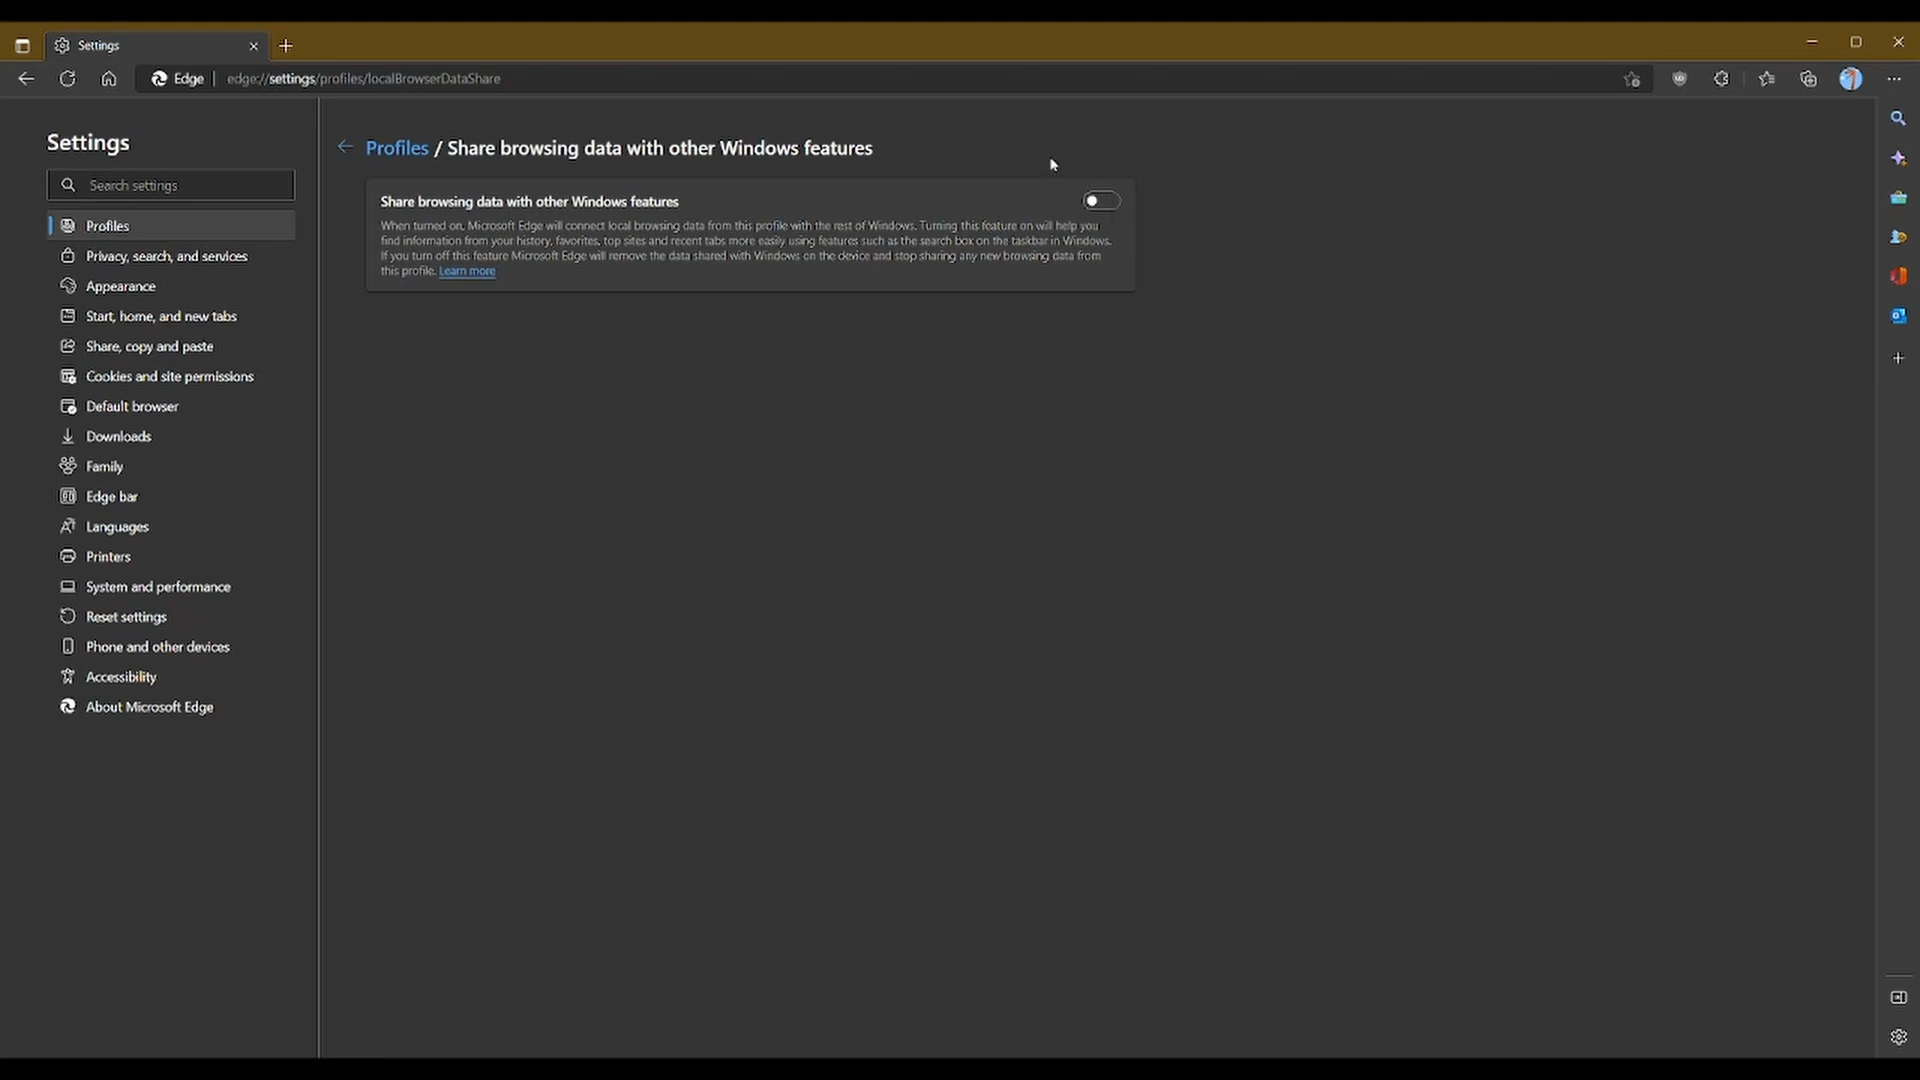 Settings
Edge
edge://settings/profiles/localBrowserDataShare
Settings
Search settings
Profiles
Privacy, search, and services
Appearance
Start, home, and new tabs
Share, copy and paste
Cookies and site permissions
Default browser
Downloads
Family
Edge bar
Languages
Printers
System and performance
Reset settings
Phone and other devices
Accessibility
About Microsoft Edge
Profiles / Share browsing data with other Windows features
Share browsing data with other Windows features
When turned on, Microsoft Edge will connect local browsing data from this profile with the rest of Windows. Turning this feature on will help you
find information from your history, favorites, top sites and recent tabs more easily using features such as the search box on the taskbar in Windows.
If you turn off this feature Microsoft Edge will remove the data shared with Windows on the device and stop sharing any new browsing data from
this profile. Learn more